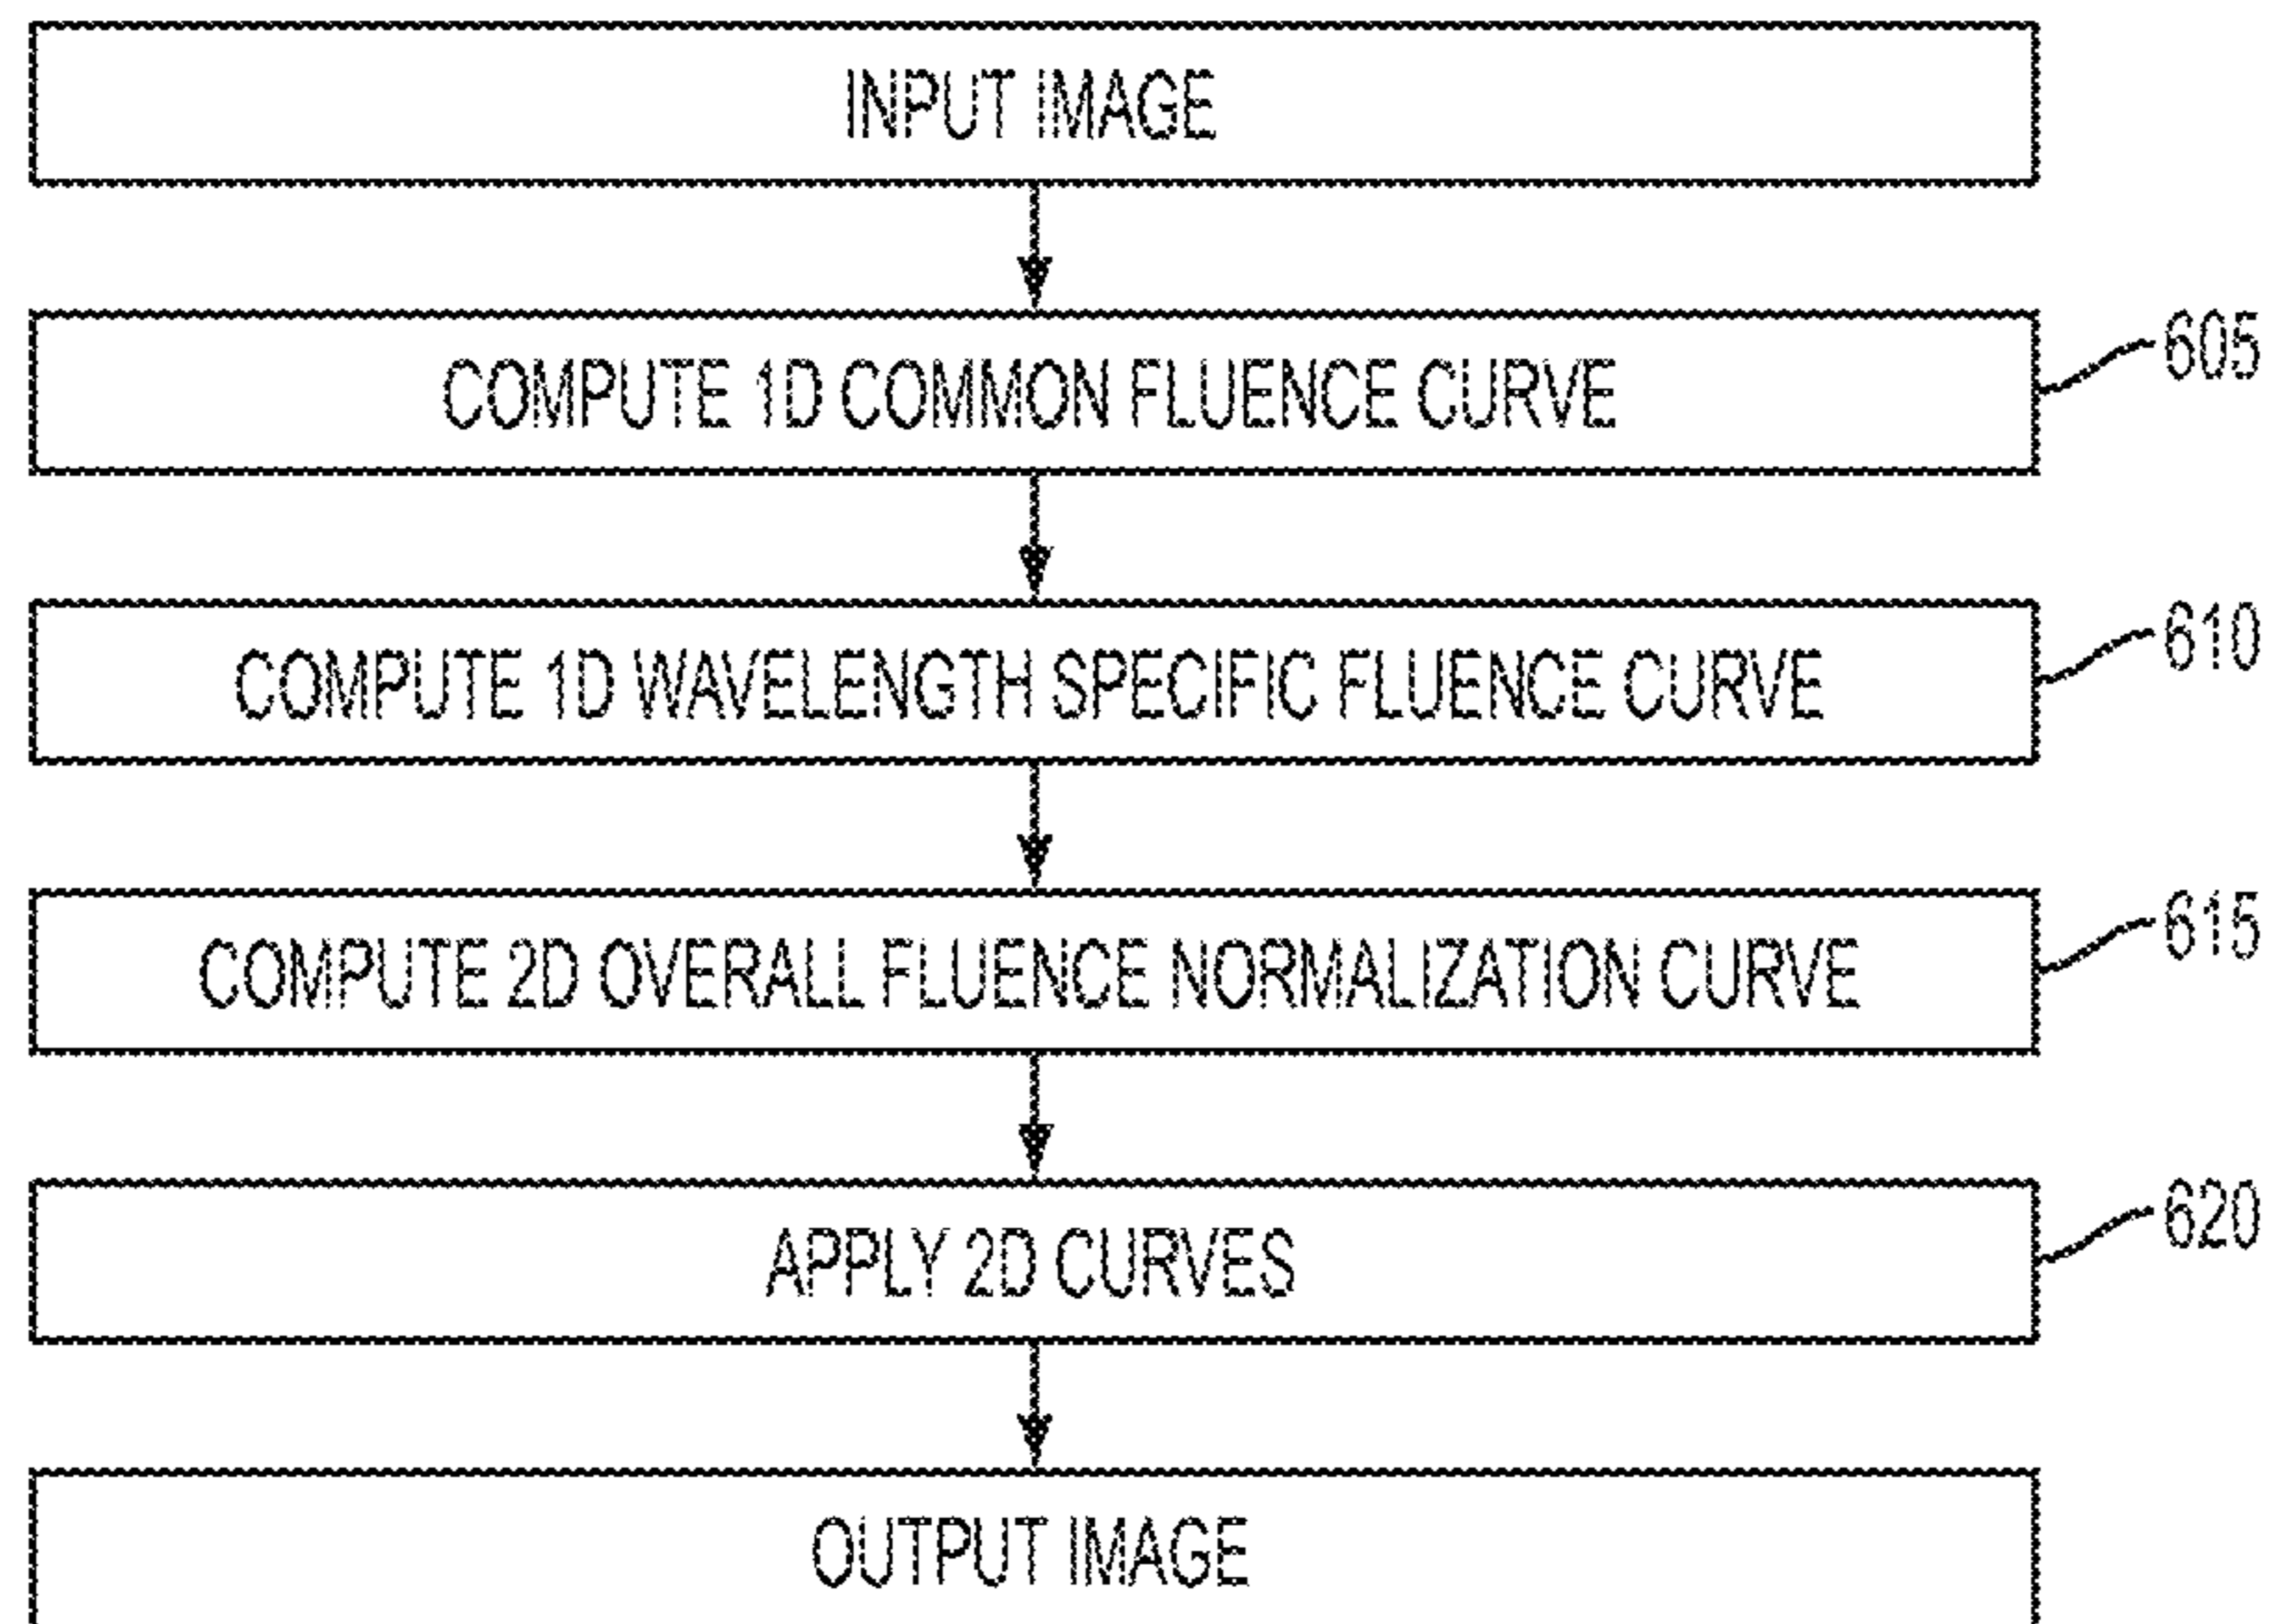 INPUT IMAGE
COMPUTE 1D COMMON FLUENCE CURVE
605
COMPUTE 1D WAVELENGTH SPECIFIC FLUENCE CURVE
610
COMPUTE 2D OVERALL FLUENCE NORMALIZATION CURVE
615
APPLY 2D CURVES
620
OUTPUT IMAGE